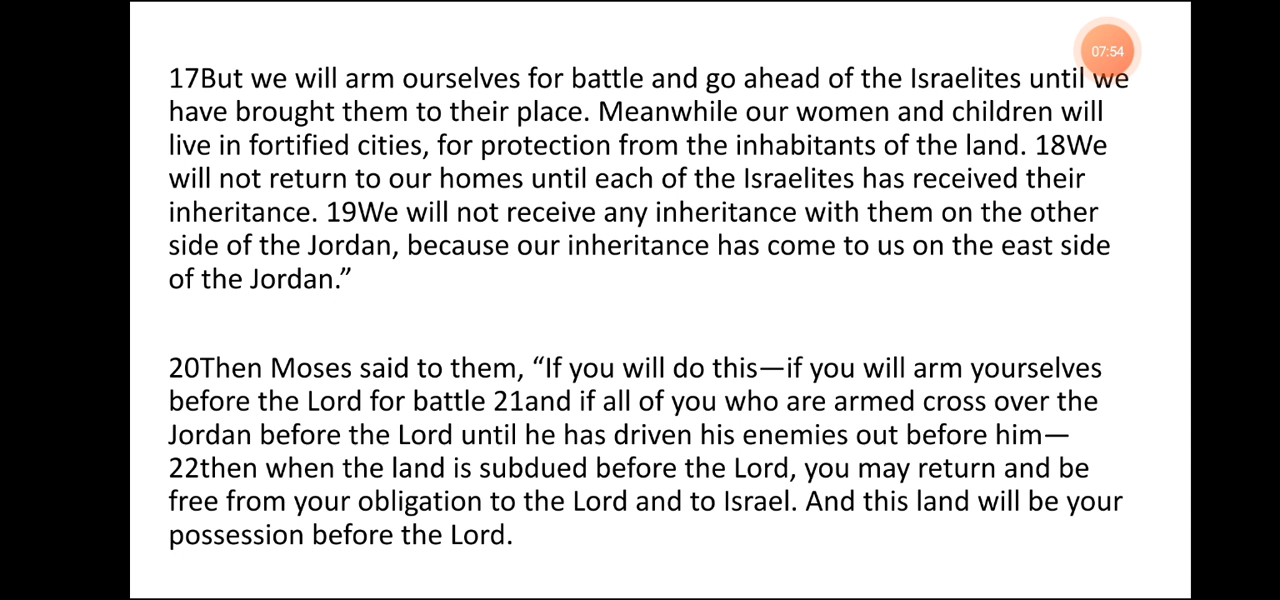 07:54
17But we will arm ourselves for battle and go ahead of the Israelites until we
have brought them to their place. Meanwhile our women and children will
live in fortified cities, for protection from the inhabitants of the land. 18We
will not return to our homes until each of the Israelites has received their
inheritance. 19We will not receive any inheritance with them on the other
side of the Jordan, because our inheritance has come to us on the east side
of the Jordan.”
20Then Moses said to them, “If you will do this—if you will arm yourselves
before the Lord for battle 21and if all of you who are armed cross over the
Jordan before the Lord until he has driven his enemies out before him—
22then when the land is subdued before the Lord, you may return and be
free from your obligation to the Lord and to Israel. And this land will be your
possession before the Lord.